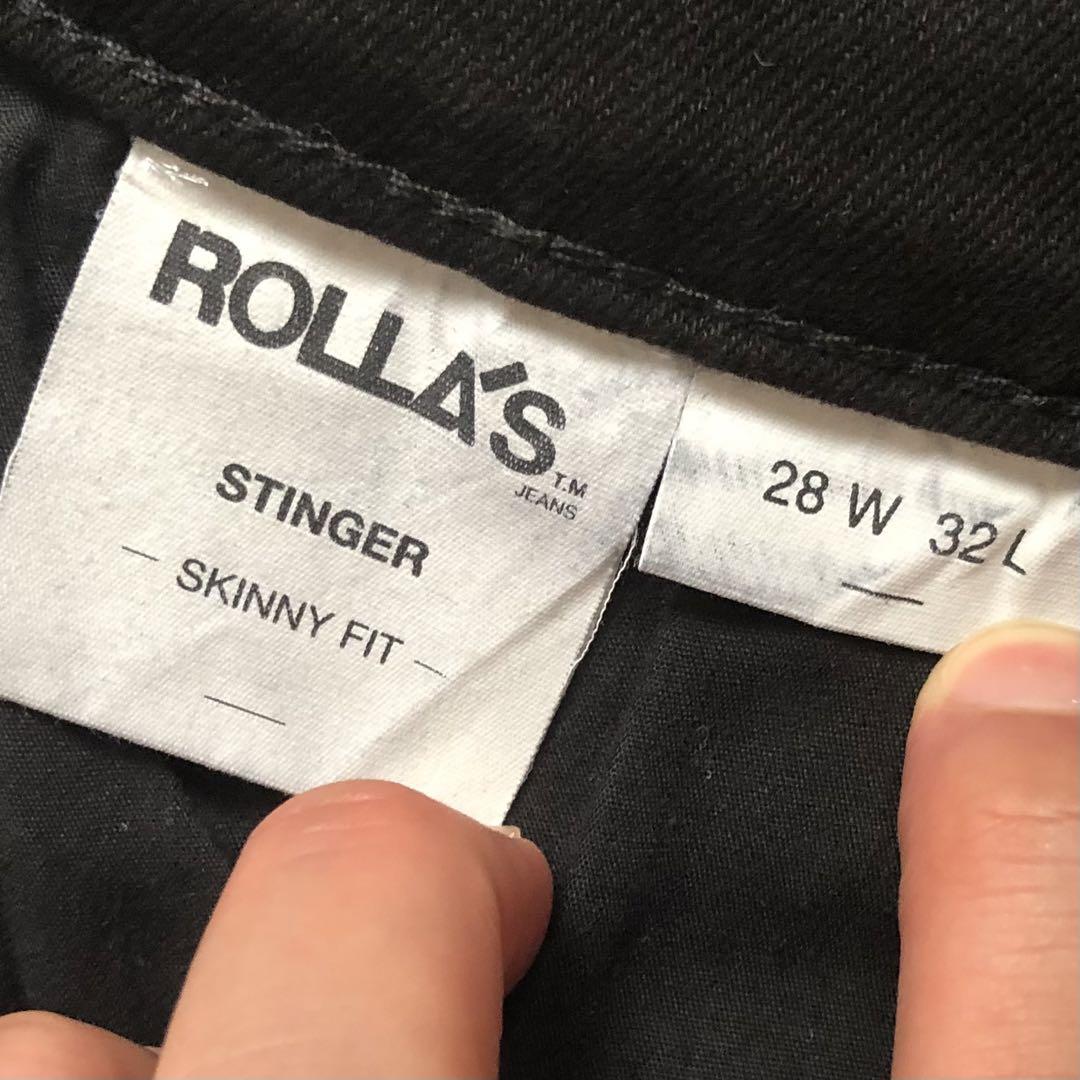 ROLLA'S
T.M
JEANS
STINGER
— SKINNY FIT —
28 W 32 L